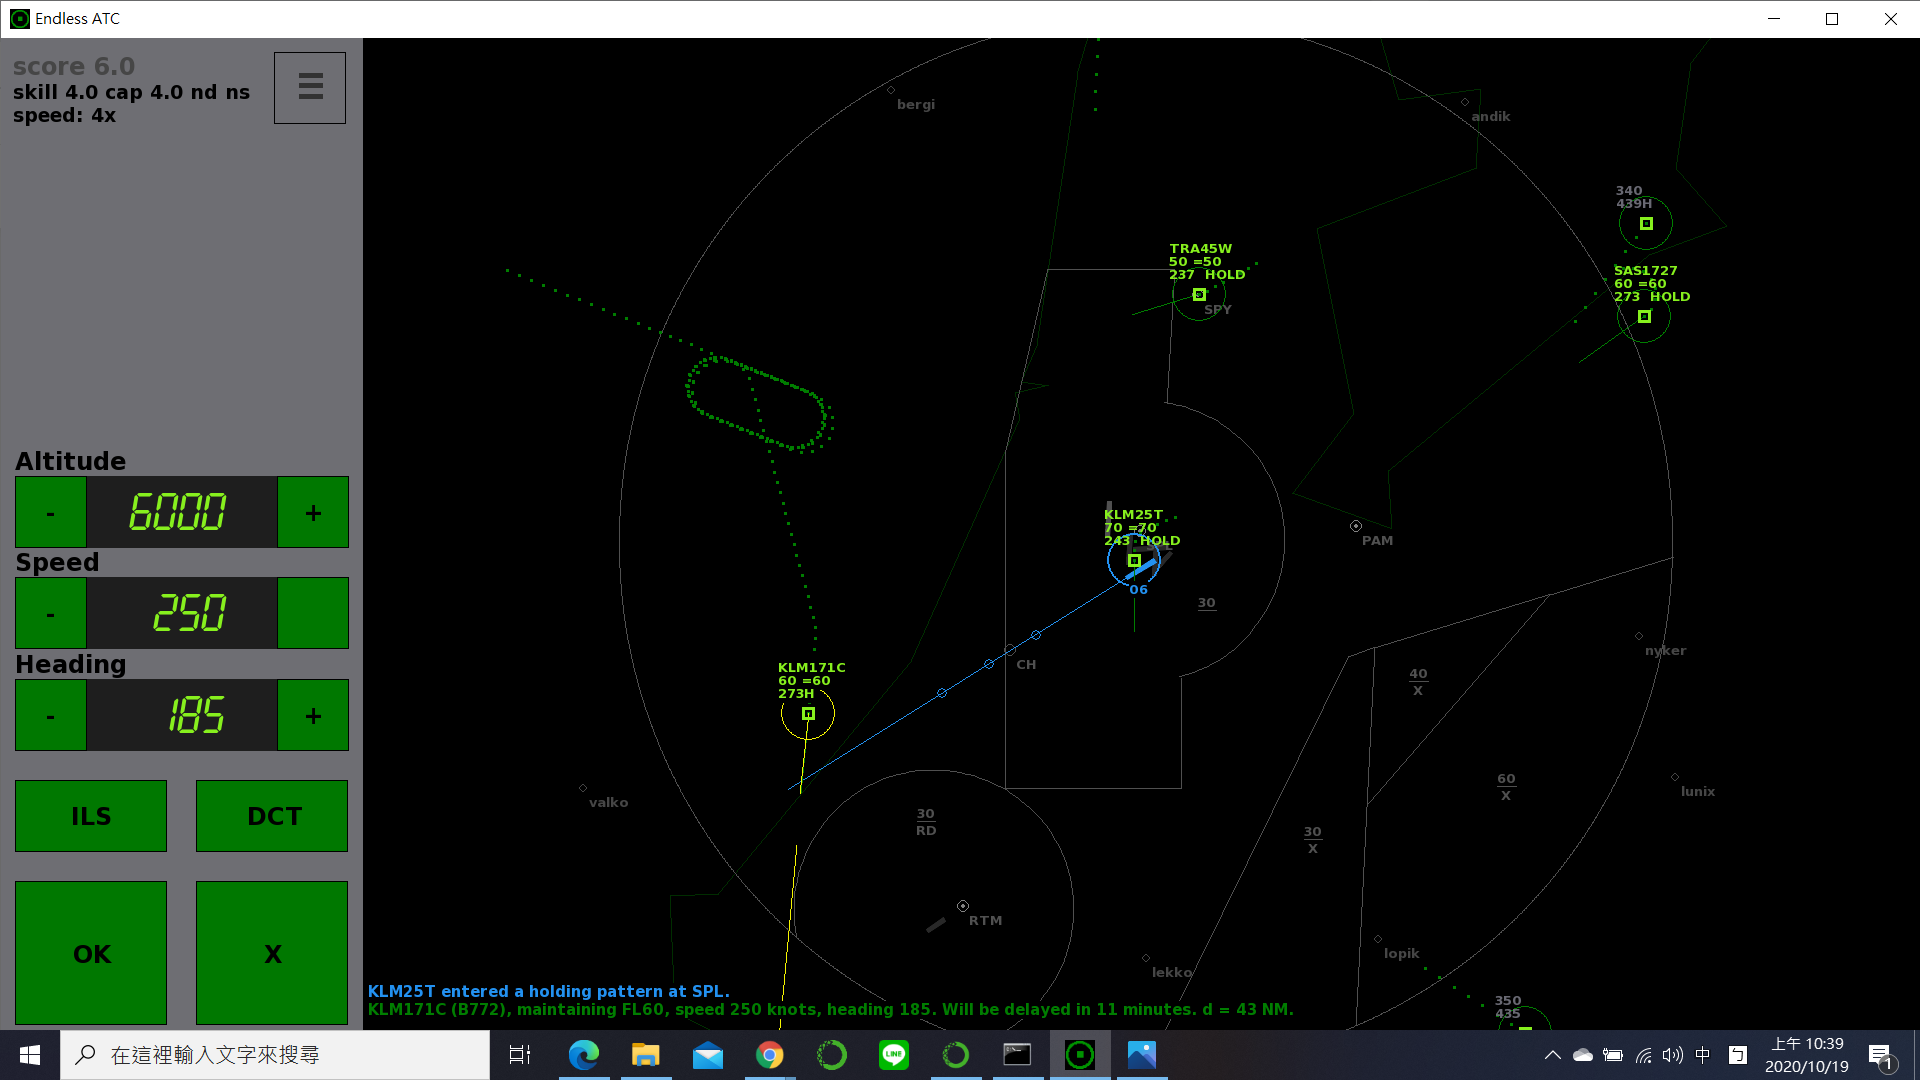 Endless ATC
score 6.0
skill 4.0 cap 4.0 nd ns
speed: 4x
Altitude
- 6000 +
Speed
- 250
Heading
- 185 +
ILS DCT
OK X
bergi
andik
340
439H
TRA45W
50 =50
237 HOLD
SPY
SAS1727
60 =60
273 HOLD
KLM25T
70 =70
243 HOLD
06
PAM
30
CH
KLM171C
60 =60
273H
nyker
40
X
valko
60
X
lunix
30
RD
30
X
RTM
lopik
lekko
350
435
KLM25T entered a holding pattern at SPL.
KLM171C (B772), maintaining FL60, speed 250 knots, heading 185. Will be delayed in 11 minutes. d = 43 NM.
在這裡輸入文字來搜尋
LINE
中
ㄅ
上午 10:39
2020/10/19
1